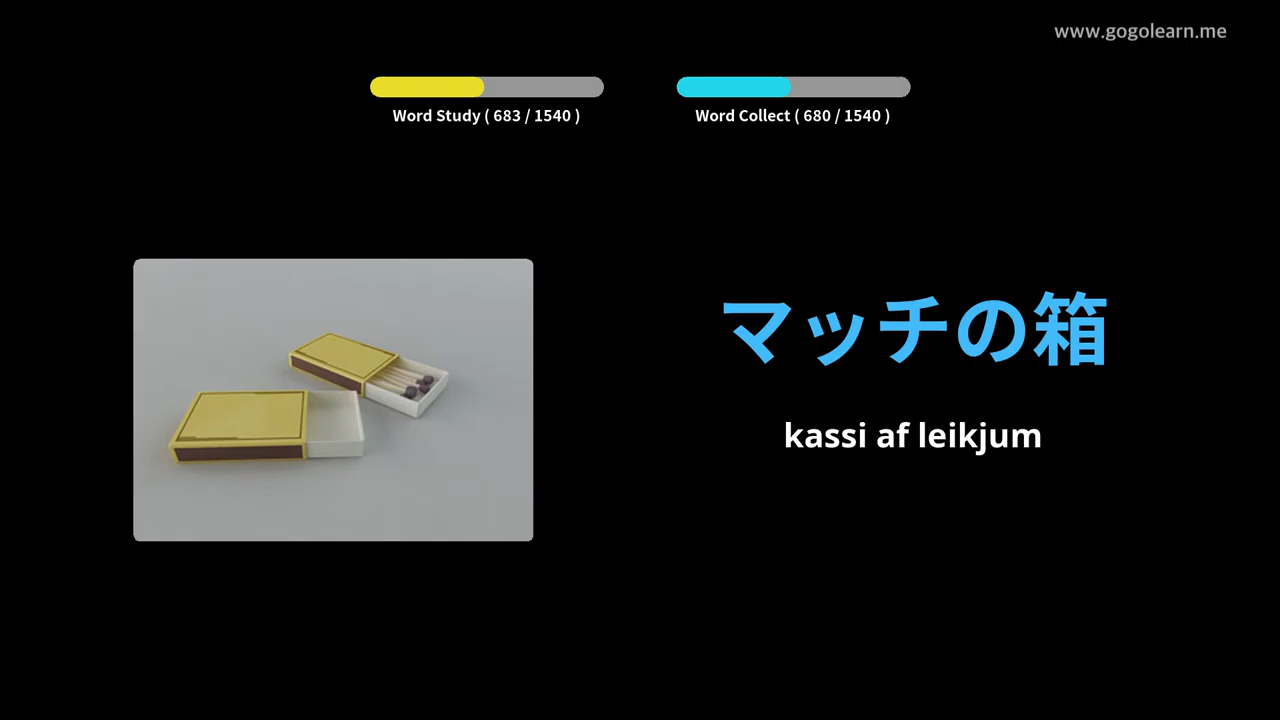 www.gogolearn.me
Word Study ( 683 / 1540 )
Word Collect ( 680 / 1540 )
マッチの箱
kassi af leikjum